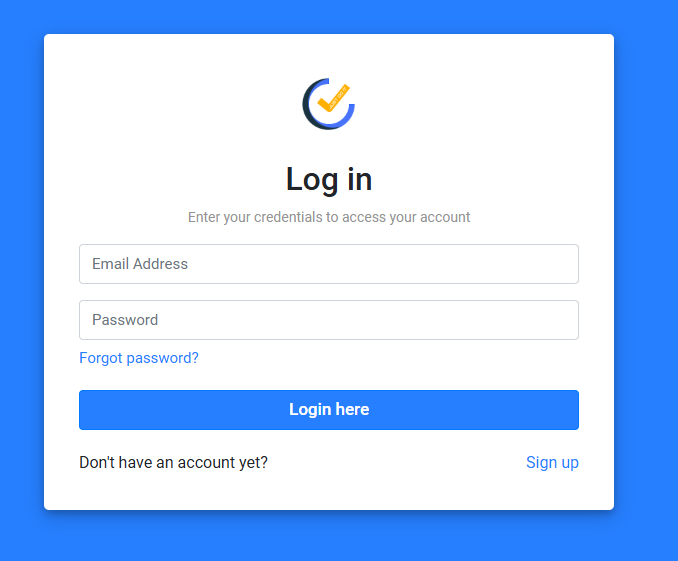 Log in
Enter your credentials to access your account
Email Address
Password
Forgot password?
Login here
Don't have an account yet?
Sign up